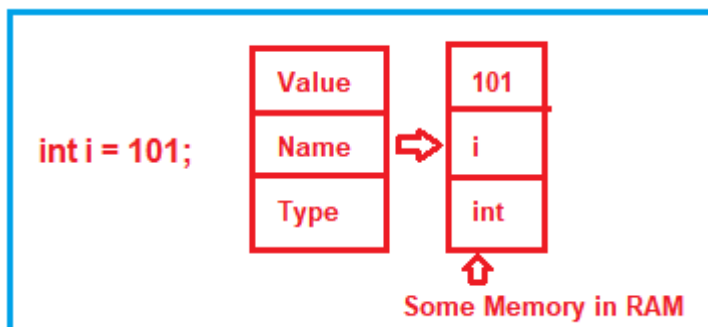 int i = 101;
Value
Name
Type
101
i
int
Some Memory in RAM